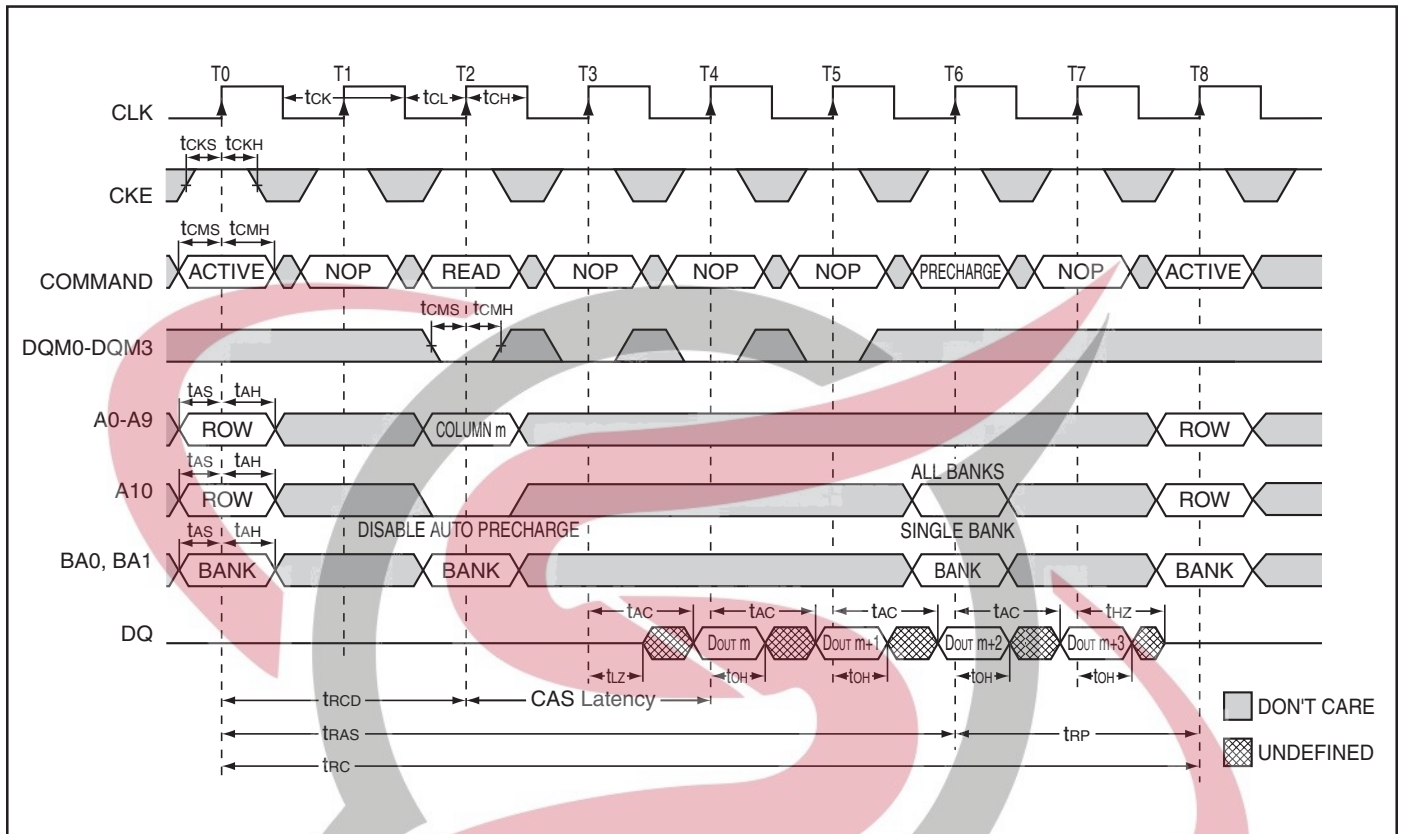 T0 T1 T2 T3 T4 T5 T6 T7 T8
tCK tCL tCH
CLK
tCKS tCKH
CKE
tCMS tCMH
COMMAND ACTIVE NOP READ NOP NOP NOP PRECHARGE NOP ACTIVE
tCMS tCMH
DQM0-DQM3
tAS tAH
A0-A9 ROW COLUMN m ROW
tAS tAH ALL BANKS
A10 ROW ROW
DISABLE AUTO PRECHARGE SINGLE BANK
tAS tAH
BA0, BA1 BANK BANK BANK BANK
tAC tAC tAC tAC tHZ
DQ DOUT m DOUT m+1 DOUT m+2 DOUT m+3
tLZ tOH tOH tOH tOH
tRCD CAS Latency
DON'T CARE
tRAS tRP
UNDEFINED
tRC